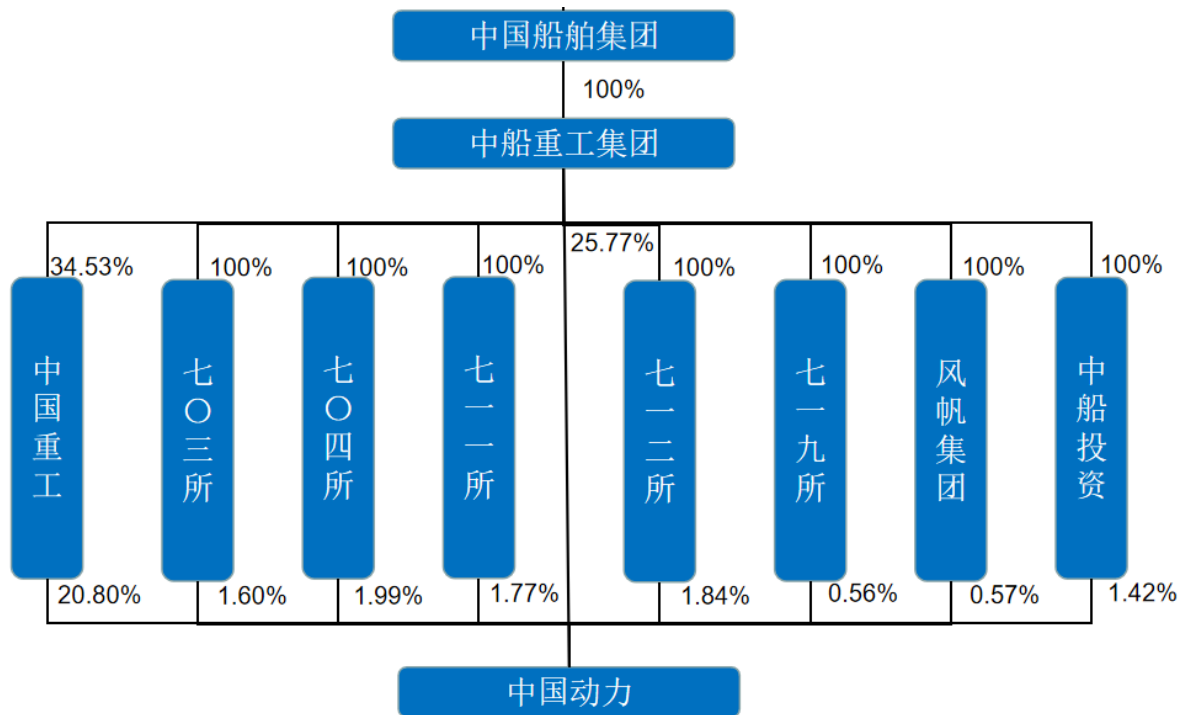 中国船舶集团
100%
中船重工集团
25.77%
34.53%
100%
100%
100%
100%
100%
100%
100%
中国重工
七〇三所
七〇四所
七一一所
七一二所
七一九所
风帆集团
中船投资
20.80%
1.60%
1.99%
1.77%
1.84%
0.56%
0.57%
1.42%
中国动力